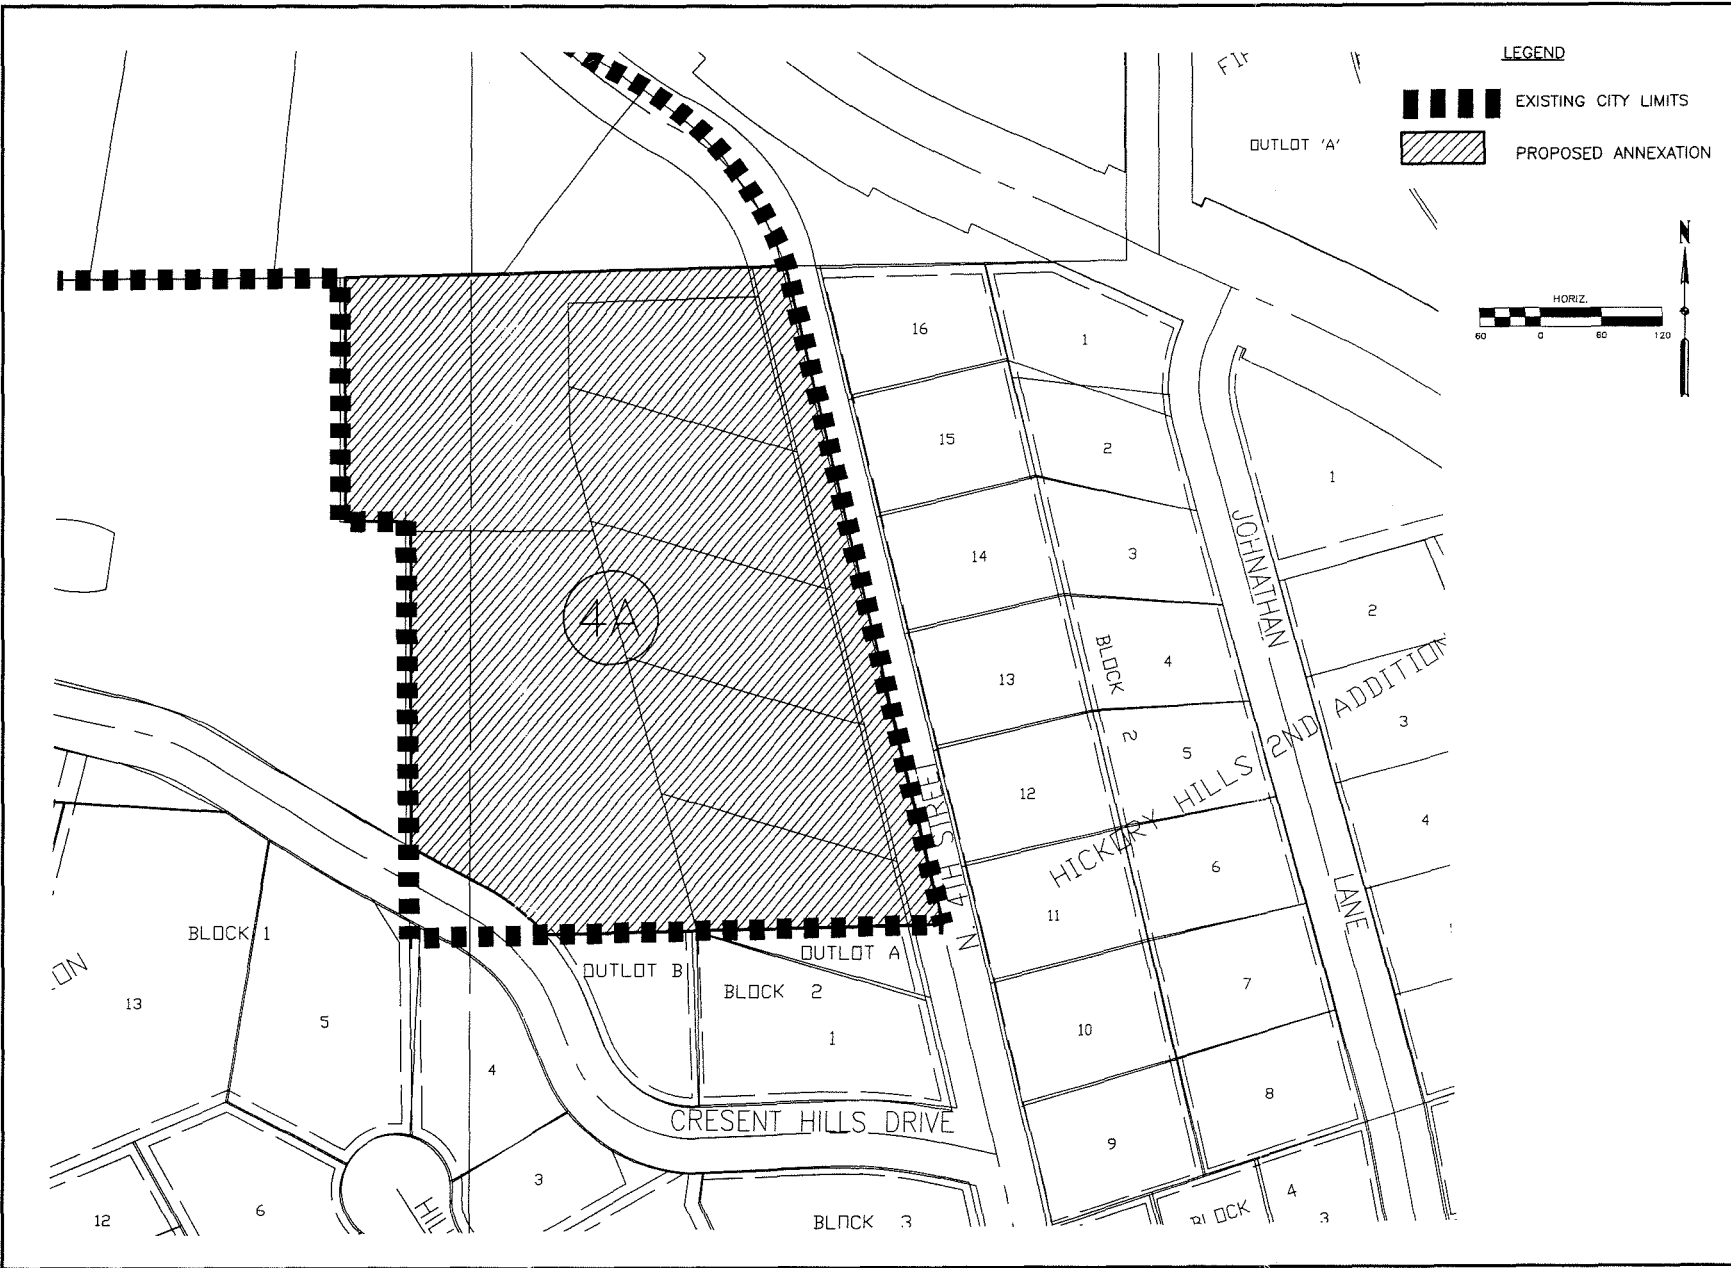 LEGEND
EXISTING CITY LIMITS
PROPOSED ANNEXATION
OUTLOT 'A'
N
HORIZ.
60 0 60 120
16
1
15
2
1
14
3
JOHNATHAN
LANE
2
4A
13
4
BLOCK 2
3
12
5
HICKORY HILLS 2ND ADDITION
4
N. 4TH STREET
6
11
BLOCK 1
OUTLOT A
OUTLOT B
BLOCK 2
7
13
5
1
10
4
8
CRESENT HILLS DRIVE
9
3
4
12
6
BLOCK 3
BLOCK
3